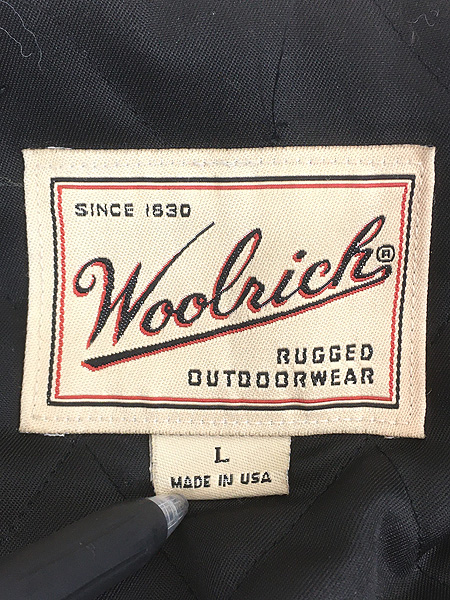 SINCE 1830
Woolrich®
RUGGED
OUTDOORWEAR
L
MADE IN USA